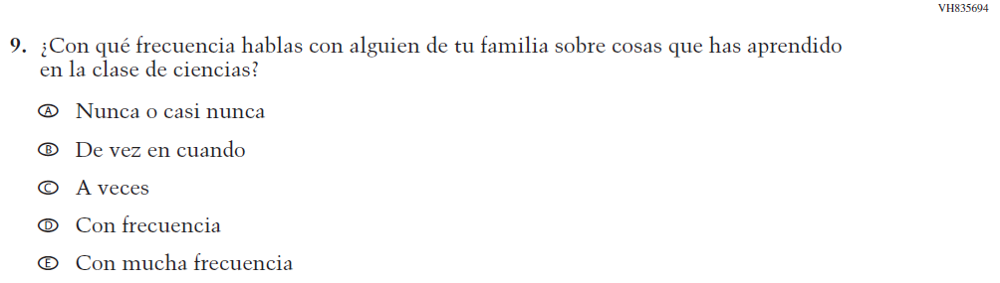 VH835694
9. ¿Con qué frecuencia hablas con alguien de tu familia sobre cosas que has aprendido
en la clase de ciencias?
A Nunca o casi nunca
B De vez en cuando
C A veces
D Con frecuencia
E Con mucha frecuencia